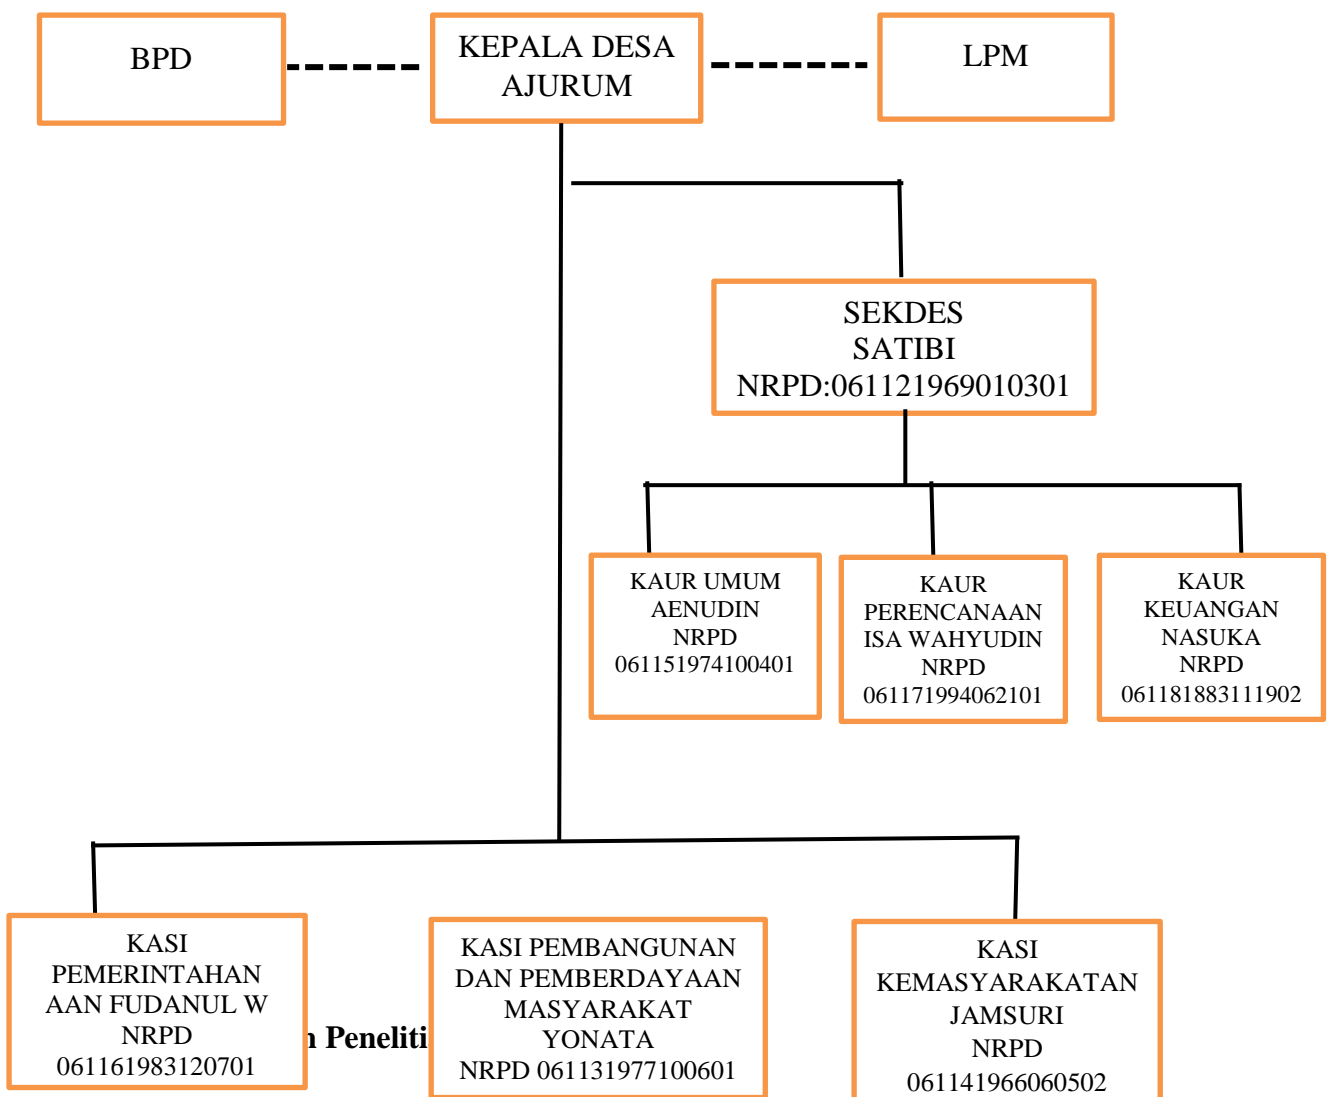 BPD
KEPALA DESA
AJURUM
LPM
SEKDES
SATIBI
NRPD:061121969010301
KAUR UMUM
AENUDIN
NRPD
061151974100401
KAUR
PERENCANAAN
ISA WAHYUDIN
NRPD
061171994062101
KAUR
KEUANGAN
NASUKA
NRPD
061181883111902
KASI
PEMERINTAHAN
AAN FUDANUL W
NRPD
061161983120701
n Peneliti
KASI PEMBANGUNAN
DAN PEMBERDAYAAN
MASYARAKAT
YONATA
NRPD 061131977100601
KASI
KEMASYARAKATAN
JAMSURI
NRPD
061141966060502